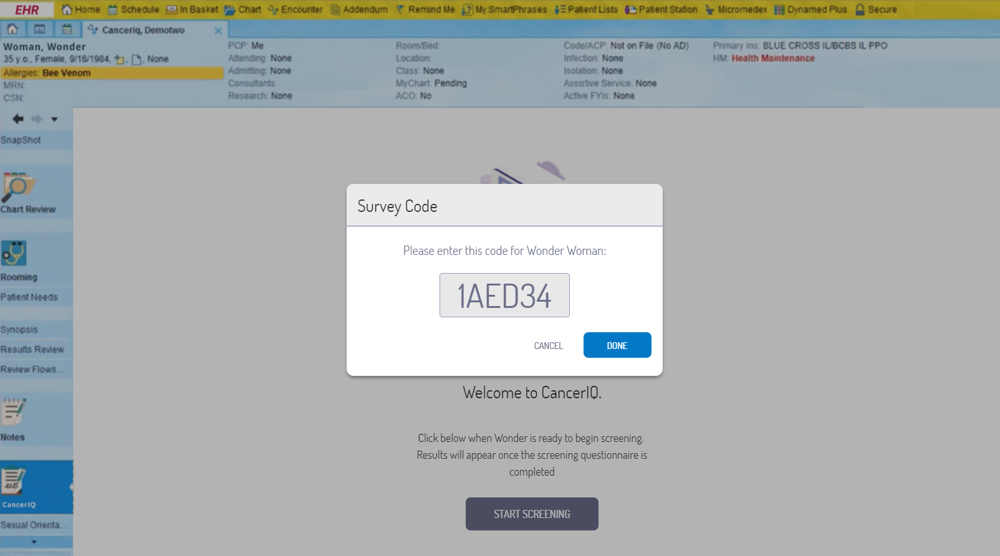 EHR Home Schedule In Basket Chart Encounter Addendum Remind Me My SmartPhrases Patient Lists Patient Station Micromedex Dynamed Plus Secure
Canceriq, Demotwo
Woman, Wonder
35 y.o., Female, 9/16/1984, , , None
Allergies: Bee Venom
MRN:
CSN:
PCP: Me
Attending: None
Admitting: None
Consultants:
Research: None
Room/Bed:
Location:
Class: None
MyChart: Pending
ACO: No
Code/ACP: Not on File (No AD)
Infection: None
Isolation: None
Assistive Service: None
Active FYIs: None
Primary Ins: BLUE CROSS IL/BCBS IL PPO
HM: Health Maintenance
SnapShot
Chart Review
Rooming
Patient Needs
Synopsis
Results Review
Review Flows...
Notes
CancerIQ
Sexual Orienta...
Survey Code
Please enter this code for Wonder Woman:
1AED34
CANCEL
DONE
Welcome to CancerIQ.
Click below when Wonder is ready to begin screening.
Results will appear once the screening questionnaire is
completed
START SCREENING